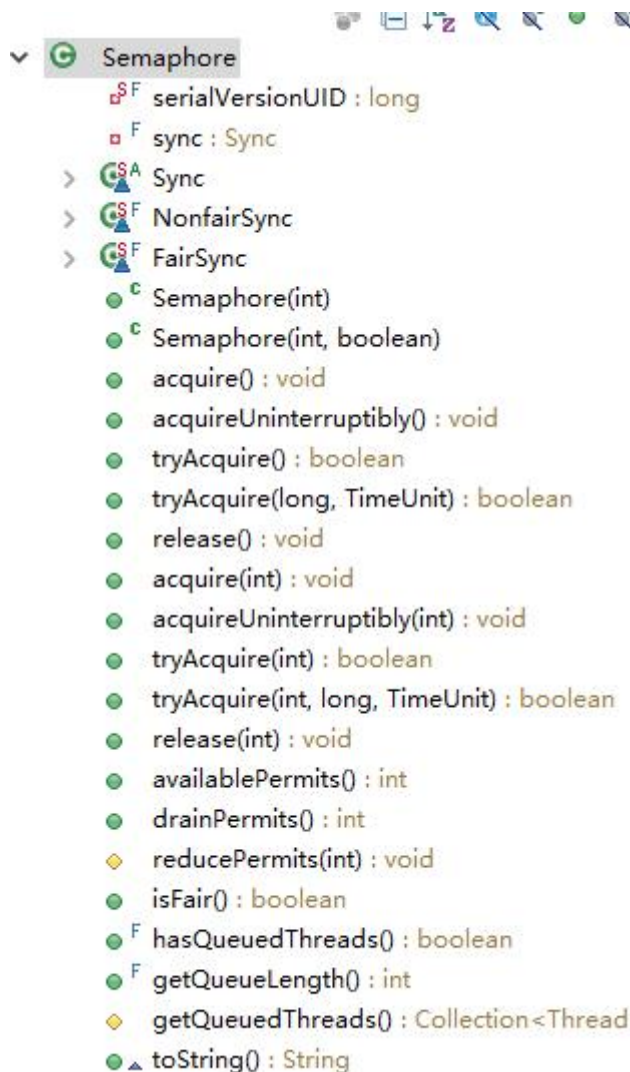 Semaphore
S F serialVersionUID : long
F sync : Sync
S A Sync
S F NonfairSync
S F FairSync
C Semaphore(int)
C Semaphore(int, boolean)
acquire() : void
acquireUninterruptibly() : void
tryAcquire() : boolean
tryAcquire(long, TimeUnit) : boolean
release() : void
acquire(int) : void
acquireUninterruptibly(int) : void
tryAcquire(int) : boolean
tryAcquire(int, long, TimeUnit) : boolean
release(int) : void
availablePermits() : int
drainPermits() : int
reducePermits(int) : void
isFair() : boolean
F hasQueuedThreads() : boolean
F getQueueLength() : int
getQueuedThreads() : Collection<Thread
toString() : String